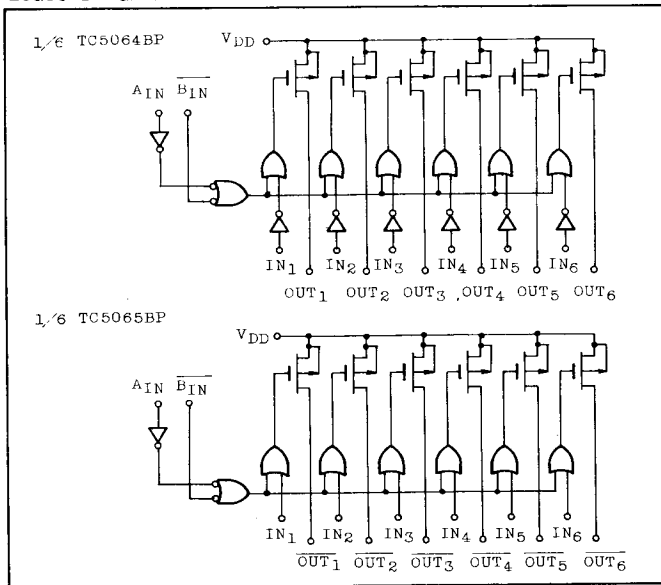 1/6 TC5064BP
VDD
AIN BIN
IN1 IN2 IN3 IN4 IN5 IN6
OUT1 OUT2 OUT3 , OUT4 OUT5 OUT6
1/6 TC5065BP
VDD
AIN BIN
IN1 IN2 IN3 IN4 IN5 IN6
OUT1 OUT2 OUT3 OUT4 OUT5 OUT6